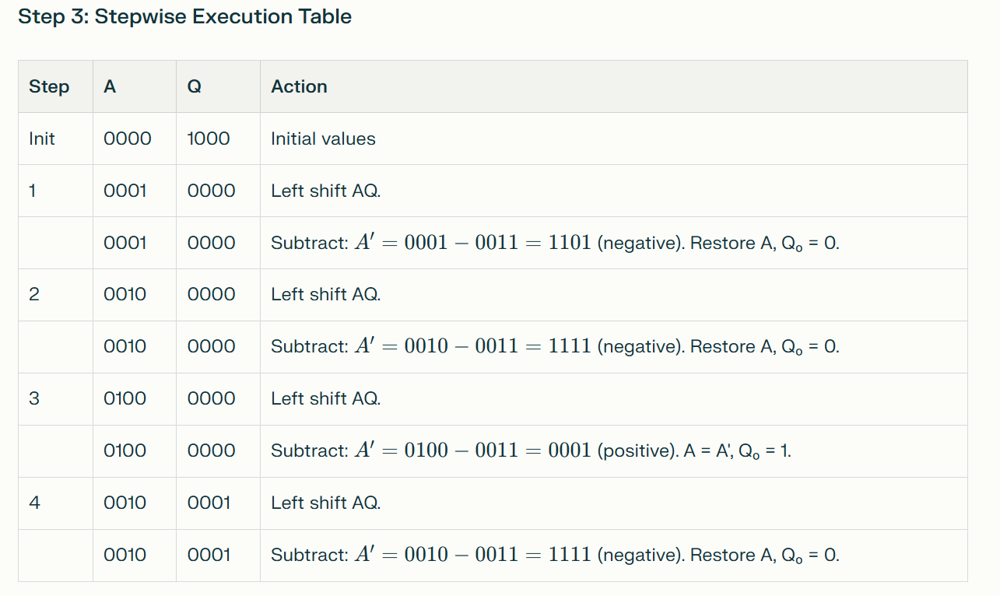 Step 3: Stepwise Execution Table
Step A Q Action
Init 0000 1000 Initial values
1 0001 0000 Left shift AQ.
0001 0000 Subtract: A′ = 0001 − 0011 = 1101 (negative). Restore A, Q₀ = 0.
2 0010 0000 Left shift AQ.
0010 0000 Subtract: A′ = 0010 − 0011 = 1111 (negative). Restore A, Q₀ = 0.
3 0100 0000 Left shift AQ.
0100 0000 Subtract: A′ = 0100 − 0011 = 0001 (positive). A = A', Q₀ = 1.
4 0010 0001 Left shift AQ.
0010 0001 Subtract: A′ = 0010 − 0011 = 1111 (negative). Restore A, Q₀ = 0.